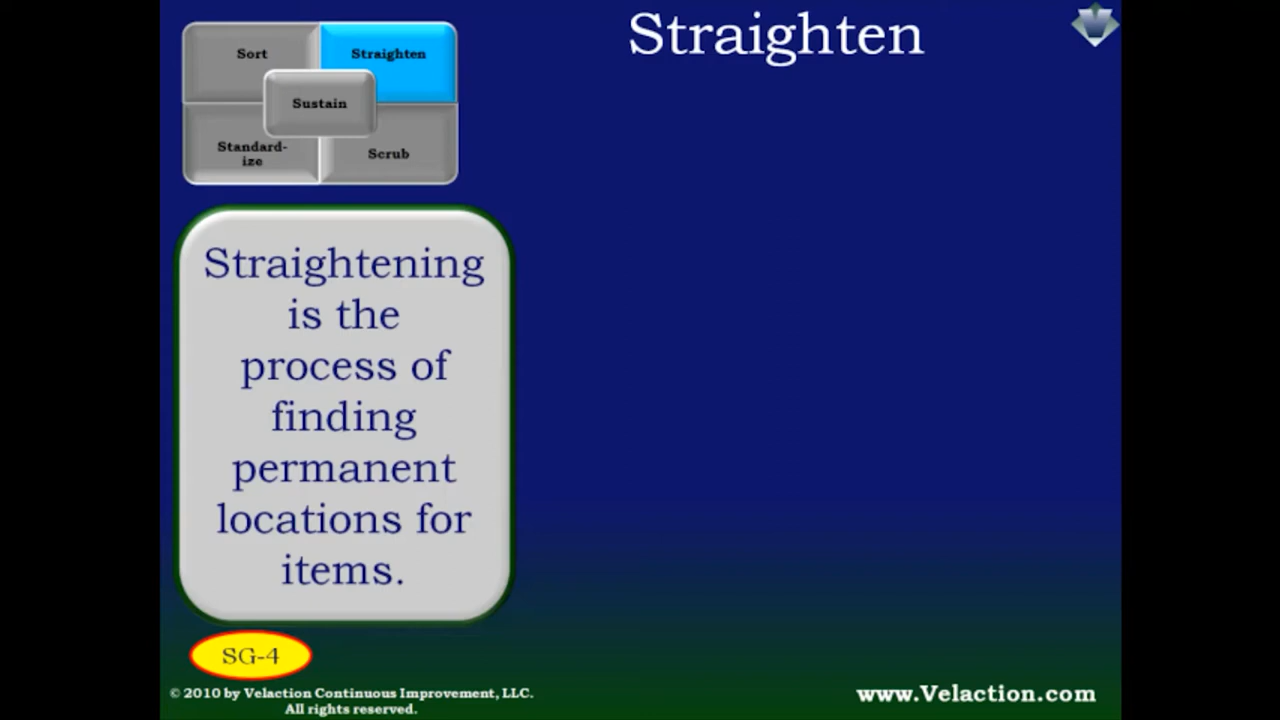 Straighten
Sort
Straighten
Sustain
Standard-
ize
Scrub
Straightening
is the
process of
finding
permanent
locations for
items.
SG-4
© 2010 by Velaction Continuous Improvement, LLC.
All rights reserved.
www.Velaction.com